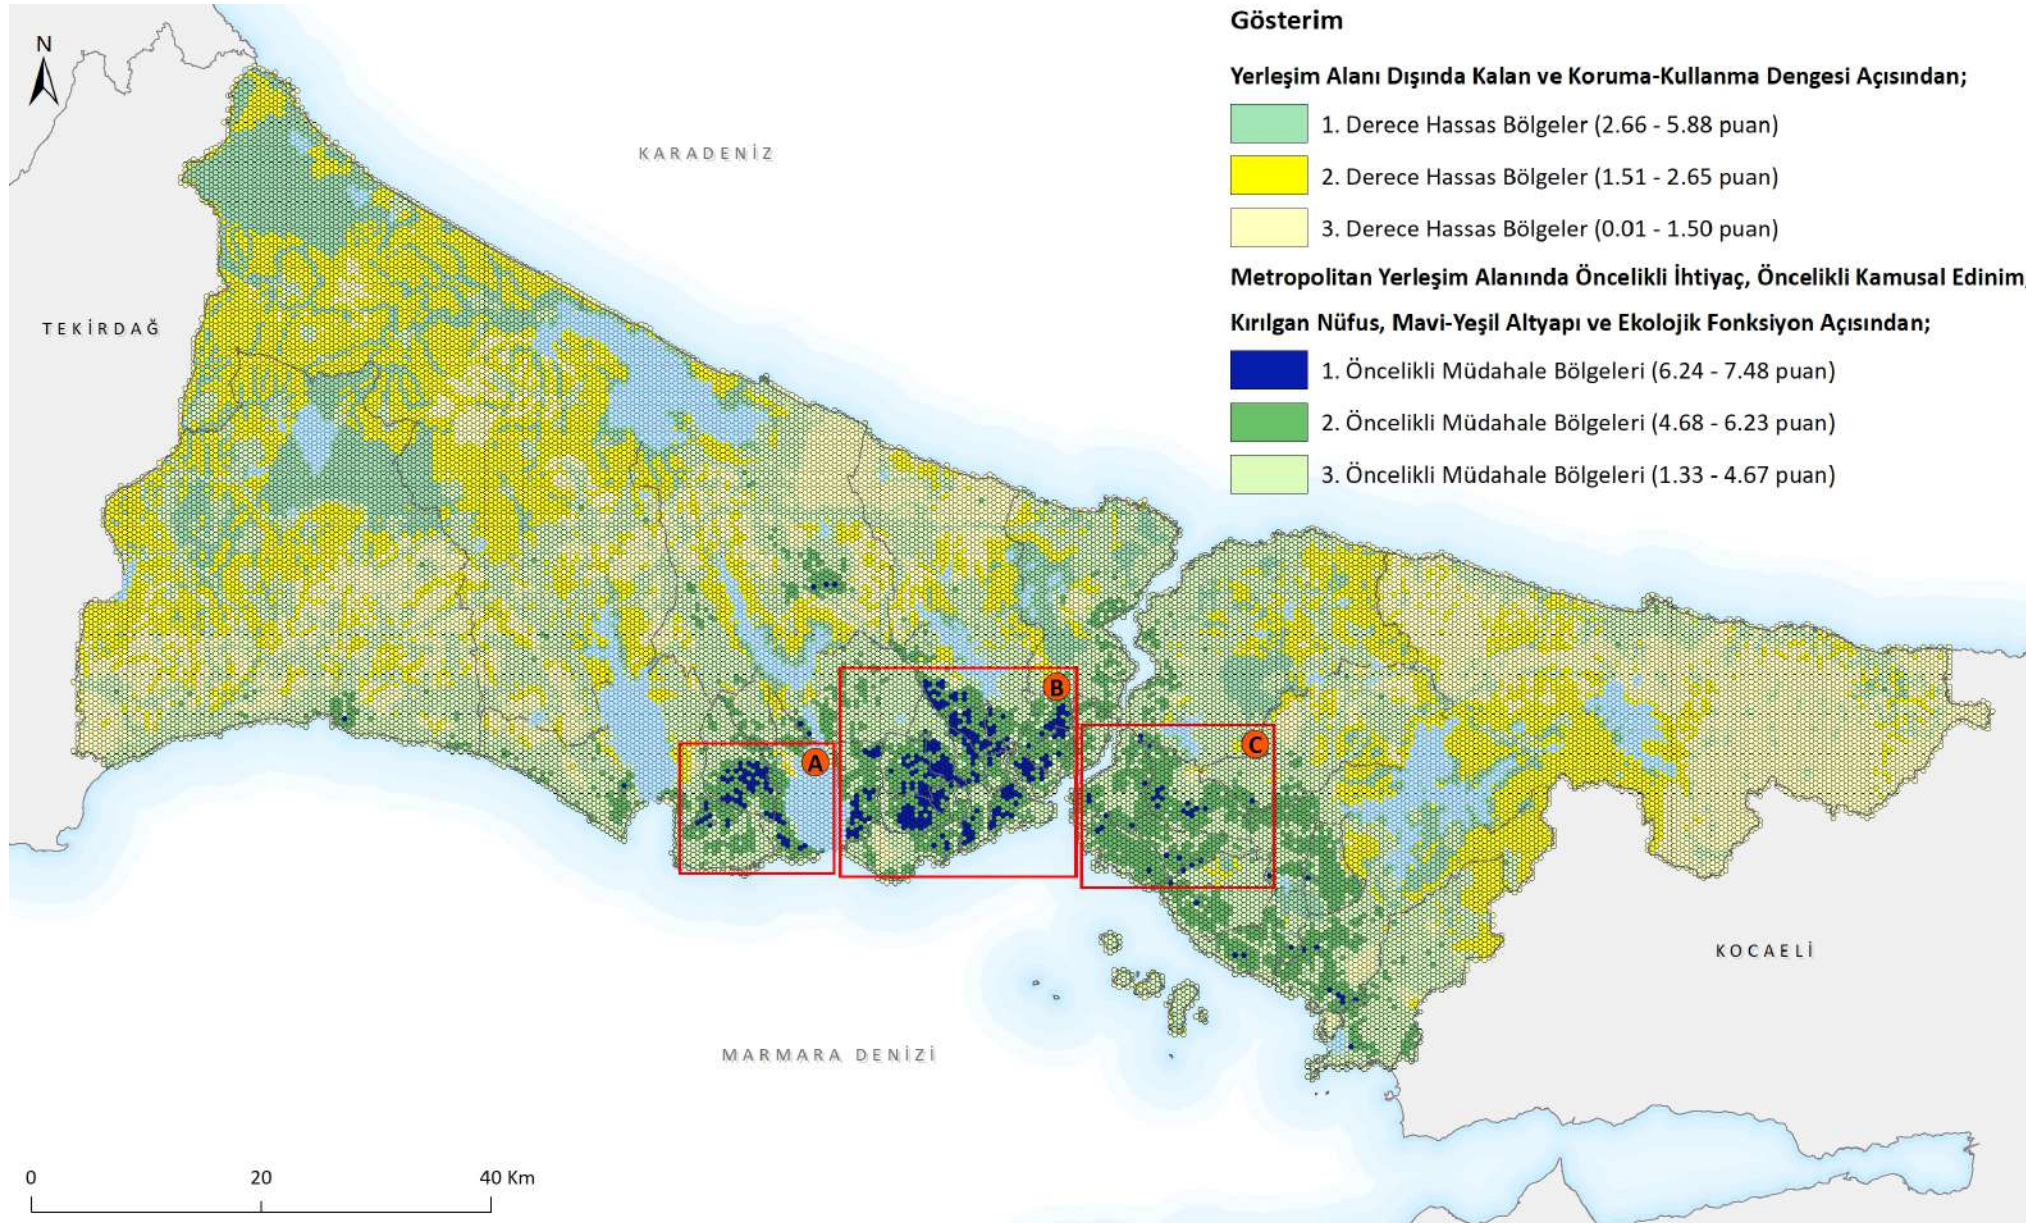 Gösterim
Yerleşim Alanı Dışında Kalan ve Koruma-Kullanma Dengesi Açısından;
1. Derece Hassas Bölgeler (2.66 - 5.88 puan)
2. Derece Hassas Bölgeler (1.51 - 2.65 puan)
3. Derece Hassas Bölgeler (0.01 - 1.50 puan)
Metropolitan Yerleşim Alanında Öncelikli İhtiyaç, Öncelikli Kamusal Edinim,
Kırılgan Nüfus, Mavi-Yeşil Altyapı ve Ekolojik Fonksiyon Açısından;
1. Öncelikli Müdahale Bölgeleri (6.24 - 7.48 puan)
2. Öncelikli Müdahale Bölgeleri (4.68 - 6.23 puan)
3. Öncelikli Müdahale Bölgeleri (1.33 - 4.67 puan)
N
KARADENİZ
TEKİRDAĞ
B
C
A
KOCAELİ
MARMARA DENİZİ
0 20 40 Km